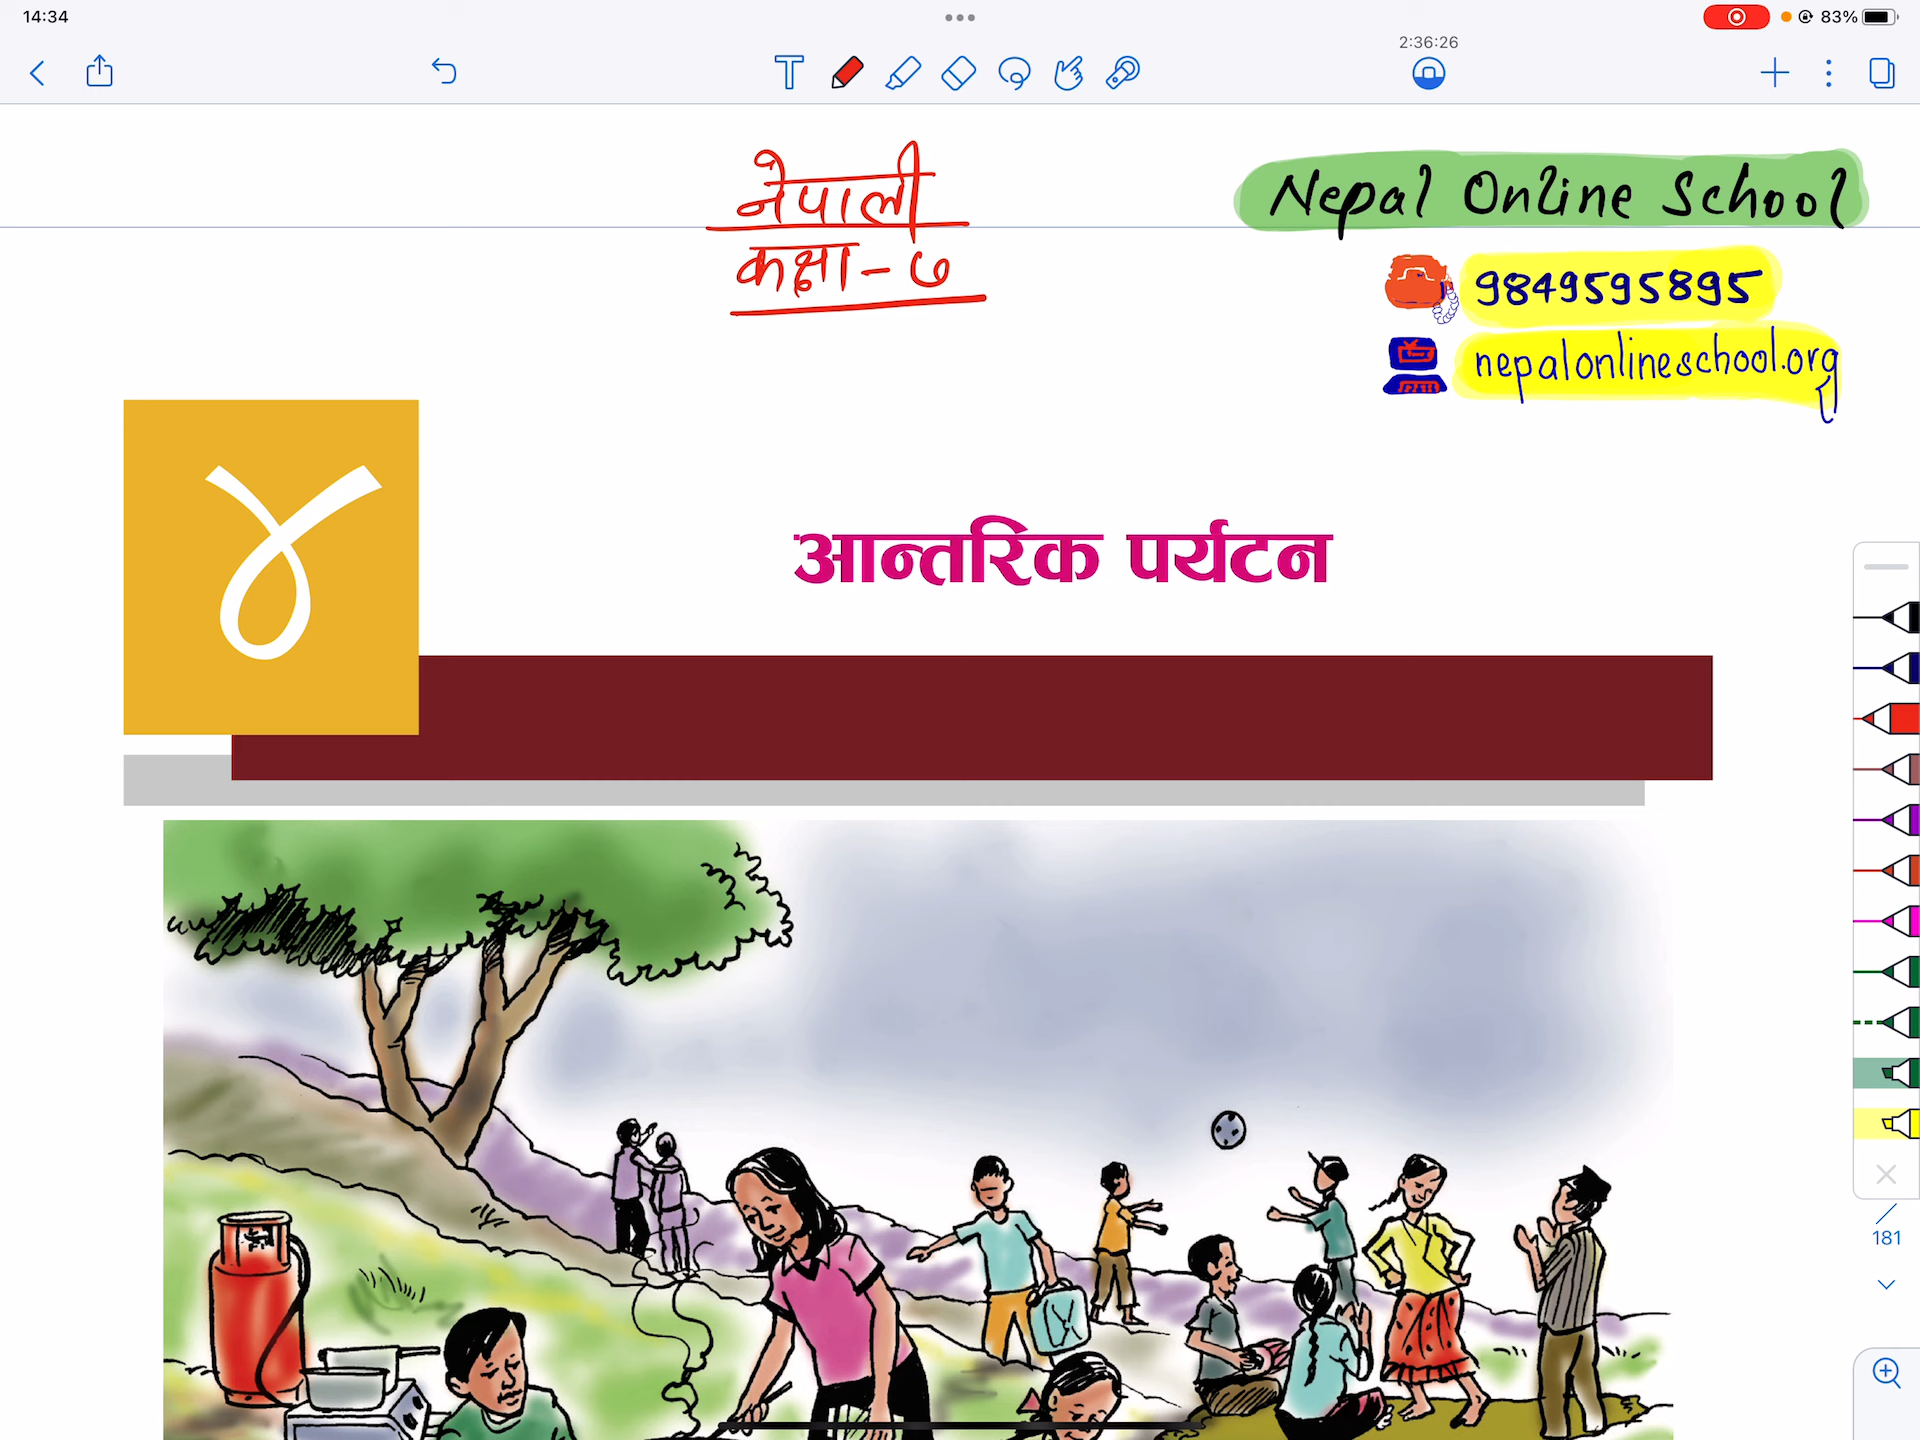 14:34
83%
2:36:26
नेपाली
कक्षा - ७
Nepal Online School
9849595895
nepalonlineschool.org
४
आन्तरिक पर्यटन
181